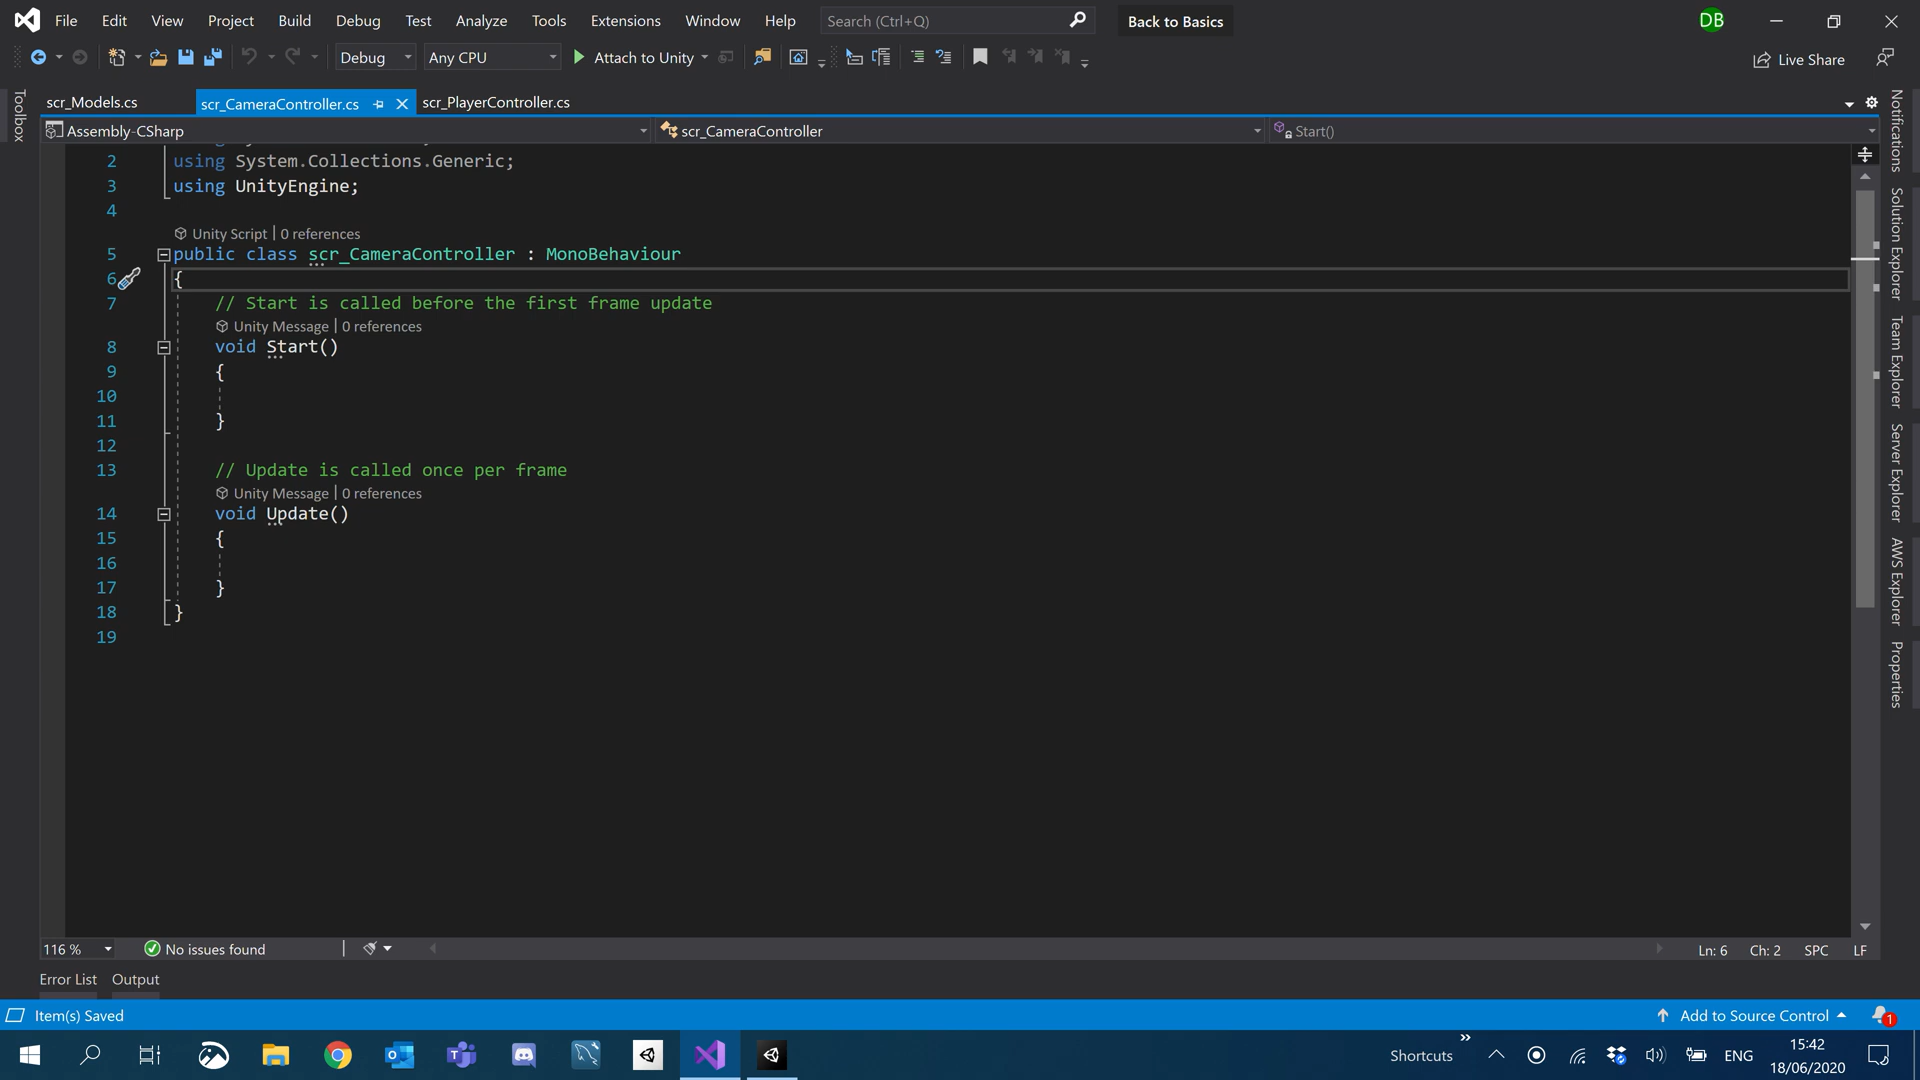 File Edit View Project Build Debug Test Analyze Tools Extensions Window Help Search (Ctrl+Q) Back to Basics DB
Debug Any CPU Attach to Unity Live Share
Toolbox
scr_Models.cs scr_CameraController.cs scr_PlayerController.cs
Assembly-CSharp scr_CameraController Start()
2 using System.Collections.Generic;
3 using UnityEngine;
4
Unity Script | 0 references
5 public class scr_CameraController : MonoBehaviour
6 {
7 // Start is called before the first frame update
Unity Message | 0 references
8 void Start()
9 {
10
11 }
12
13 // Update is called once per frame
Unity Message | 0 references
14 void Update()
15 {
16
17 }
18 }
19
Notifications
Solution Explorer
Team Explorer
Server Explorer
AWS Explorer
Properties
116 % No issues found Ln: 6 Ch: 2 SPC LF
Error List Output
Item(s) Saved Add to Source Control 1
Shortcuts ENG 15:42
18/06/2020